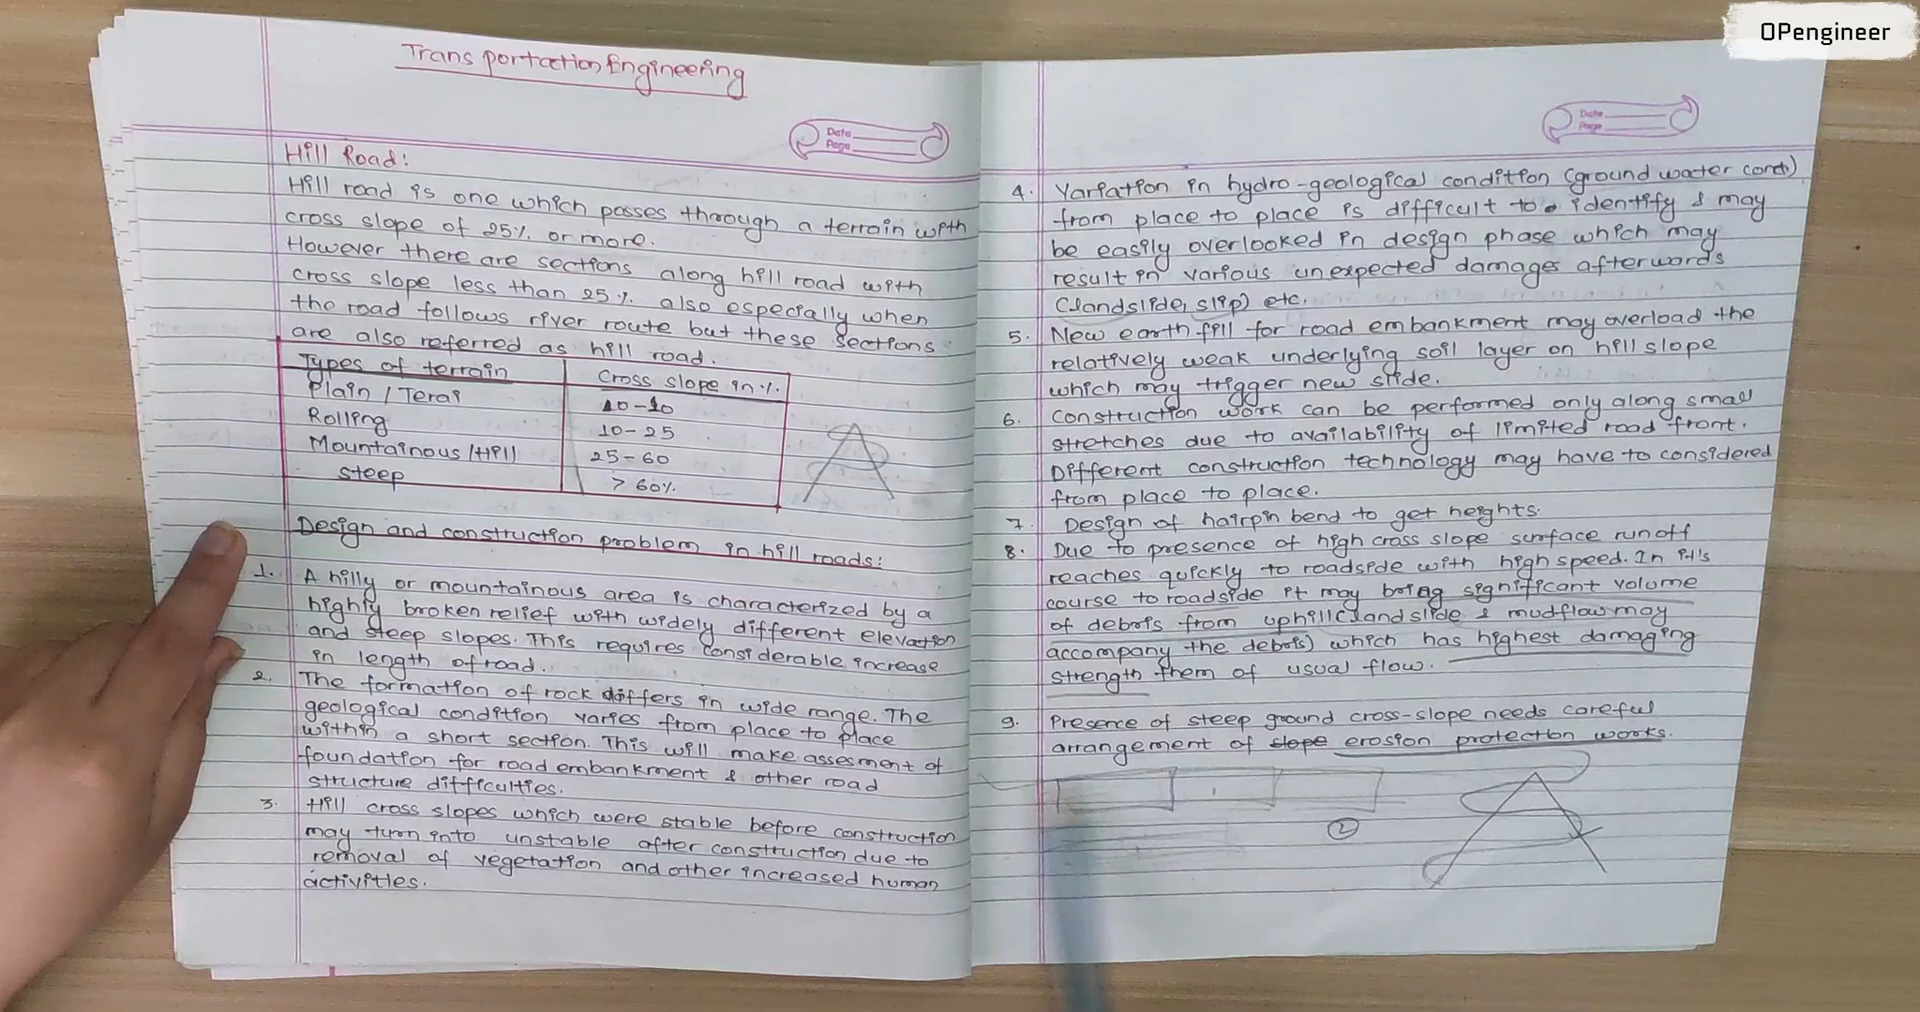 OPengineer
Transportation Engineering
Date
Page
Hill Road:
Hill road is one which passes through a terrain with
cross slope of 25% or more.
However there are sections along hill road with
cross slope less than 25% also especially when
the road follows river route but these sections
are also referred as hill road.
Types of terrain Cross slope in %
Plain / Terai 10-10
Rolling 10-25
Mountainous / Hill 25-60
steep > 60%
Design and construction problem in hill roads:
1. A hilly or mountainous area is characterized by a
highly broken relief with widely different elevation
and steep slopes. This requires considerable increase
in length of road.
2. The formation of rock differs in wide range. The
geological condition varies from place to place
within a short section. This will make assesment of
foundation for road embankment & other road
structure difficulties.
3. Hill cross slopes which were stable before construction
may turn into unstable after construction due to
removal of vegetation and other increased human
activities.
Date
Page
4. Variation in hydro-geological condition (ground water cond.)
from place to place is difficult to identify & may
be easily overlooked in design phase which may
result in various unexpected damages afterwards
(landslide, slip) etc.
5. New earth fill for road embankment may overload the
relatively weak underlying soil layer on hill slope
which may trigger new slide.
6. Construction work can be performed only along small
stretches due to availability of limited road front.
Different construction technology may have to considered
from place to place.
7. Design of hairpin bend to get heights.
8. Due to presence of high cross slope surface runoff
reaches quickly to roadside with high speed. In it's
course to roadside it may bring significant volume
of debris from uphill (landslide & mudflow may
accompany the debris) which has highest damaging
strength them of usual flow.
9. Presence of steep ground cross-slope needs careful
arrangement of slope erosion protection works.
2